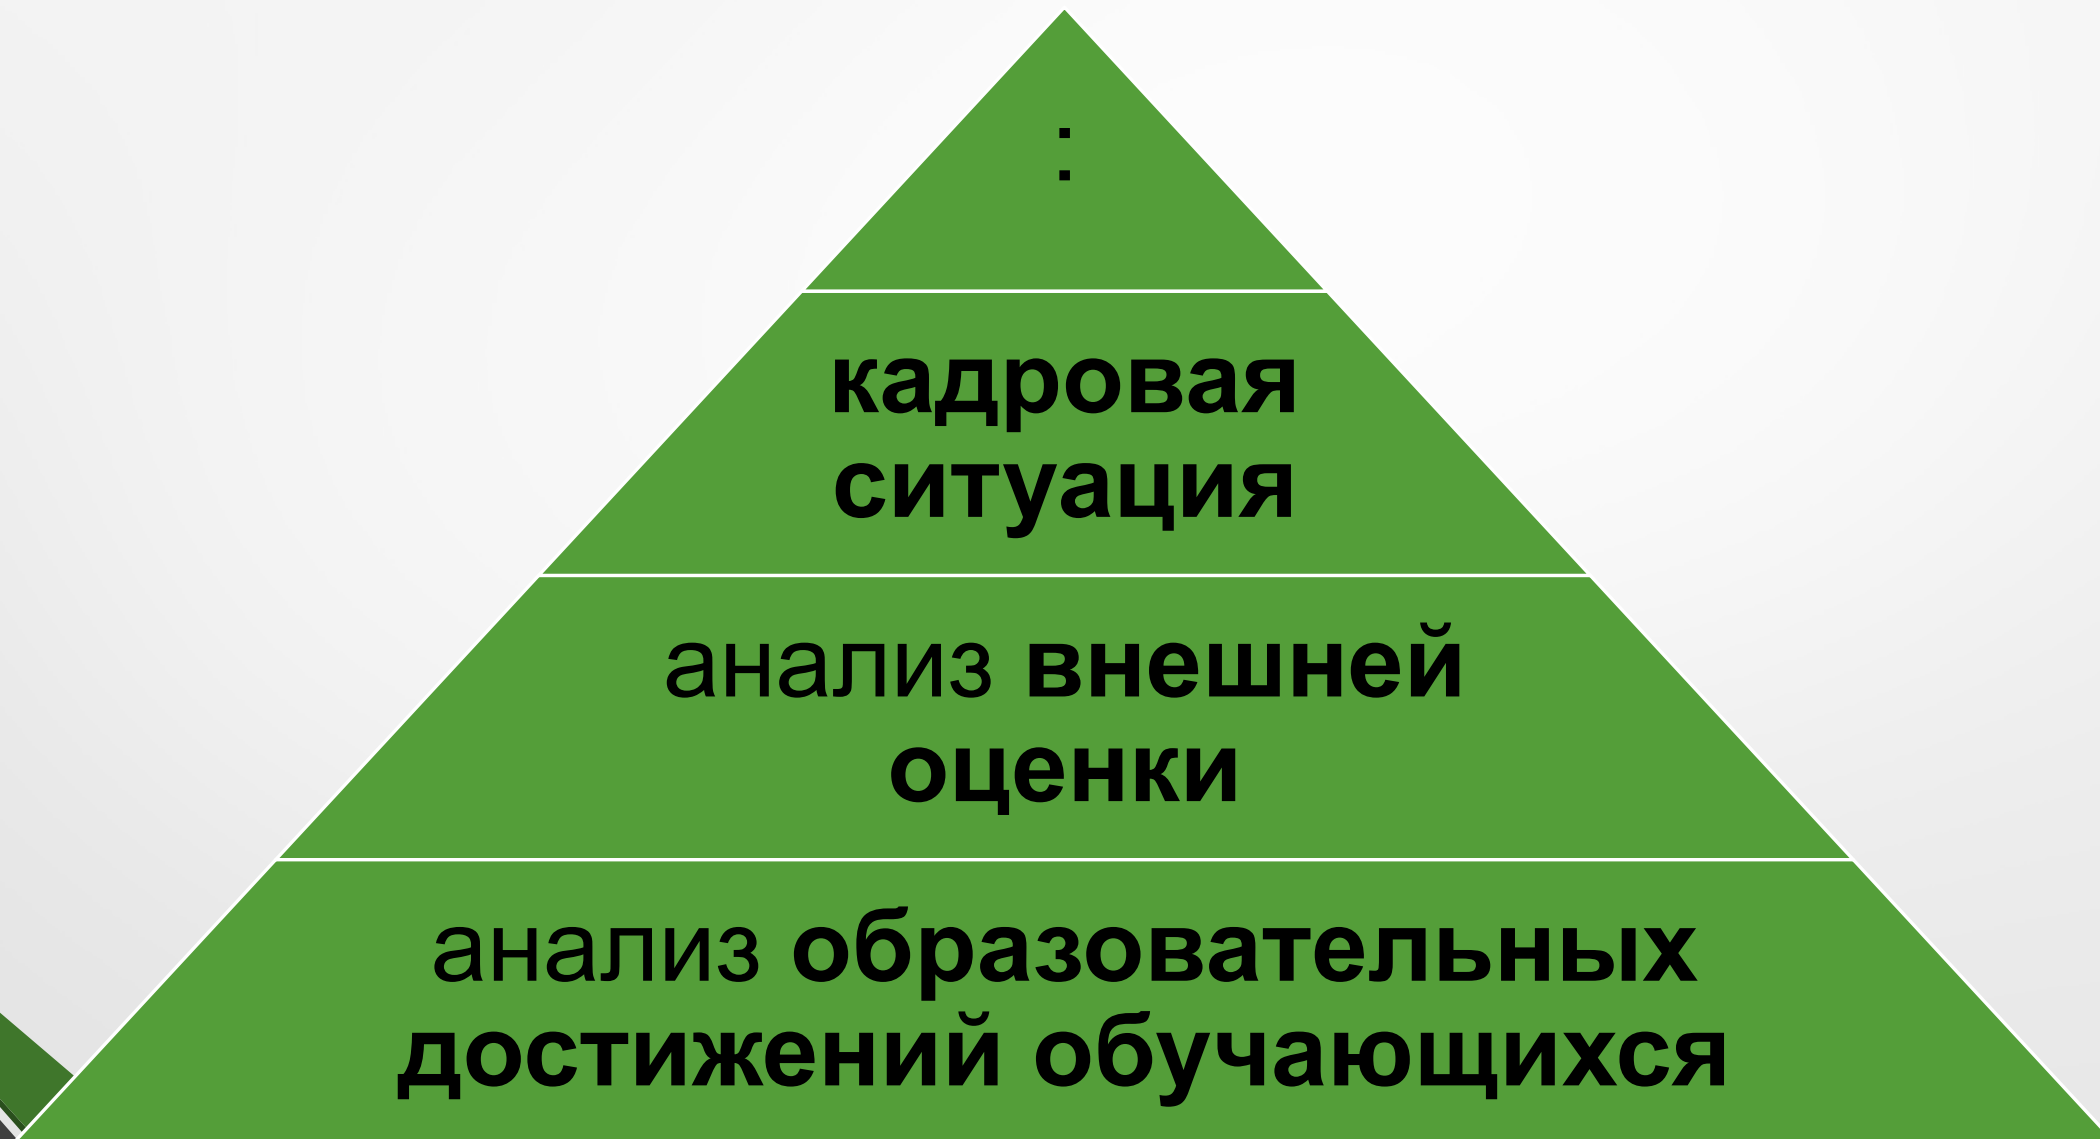 :
кадровая
ситуация
анализ внешней
оценки
анализ образовательных
достижений обучающихся